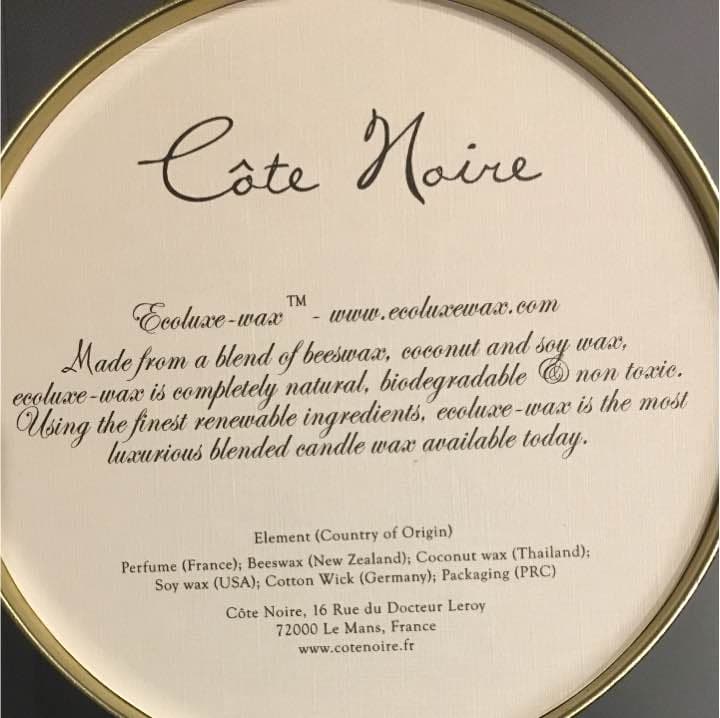 Côte Noire
Ecoluxe-wax™ - www.ecoluxewax.com
Made from a blend of beeswax, coconut and soy wax,
ecoluxe-wax is completely natural, biodegradable & non toxic.
Using the finest renewable ingredients, ecoluxe-wax is the most
luxurious blended candle wax available today.
Element (Country of Origin)
Perfume (France); Beeswax (New Zealand); Coconut wax (Thailand);
Soy wax (USA); Cotton Wick (Germany); Packaging (PRC)
Côte Noire, 16 Rue du Docteur Leroy
72000 Le Mans, France
www.cotenoire.fr